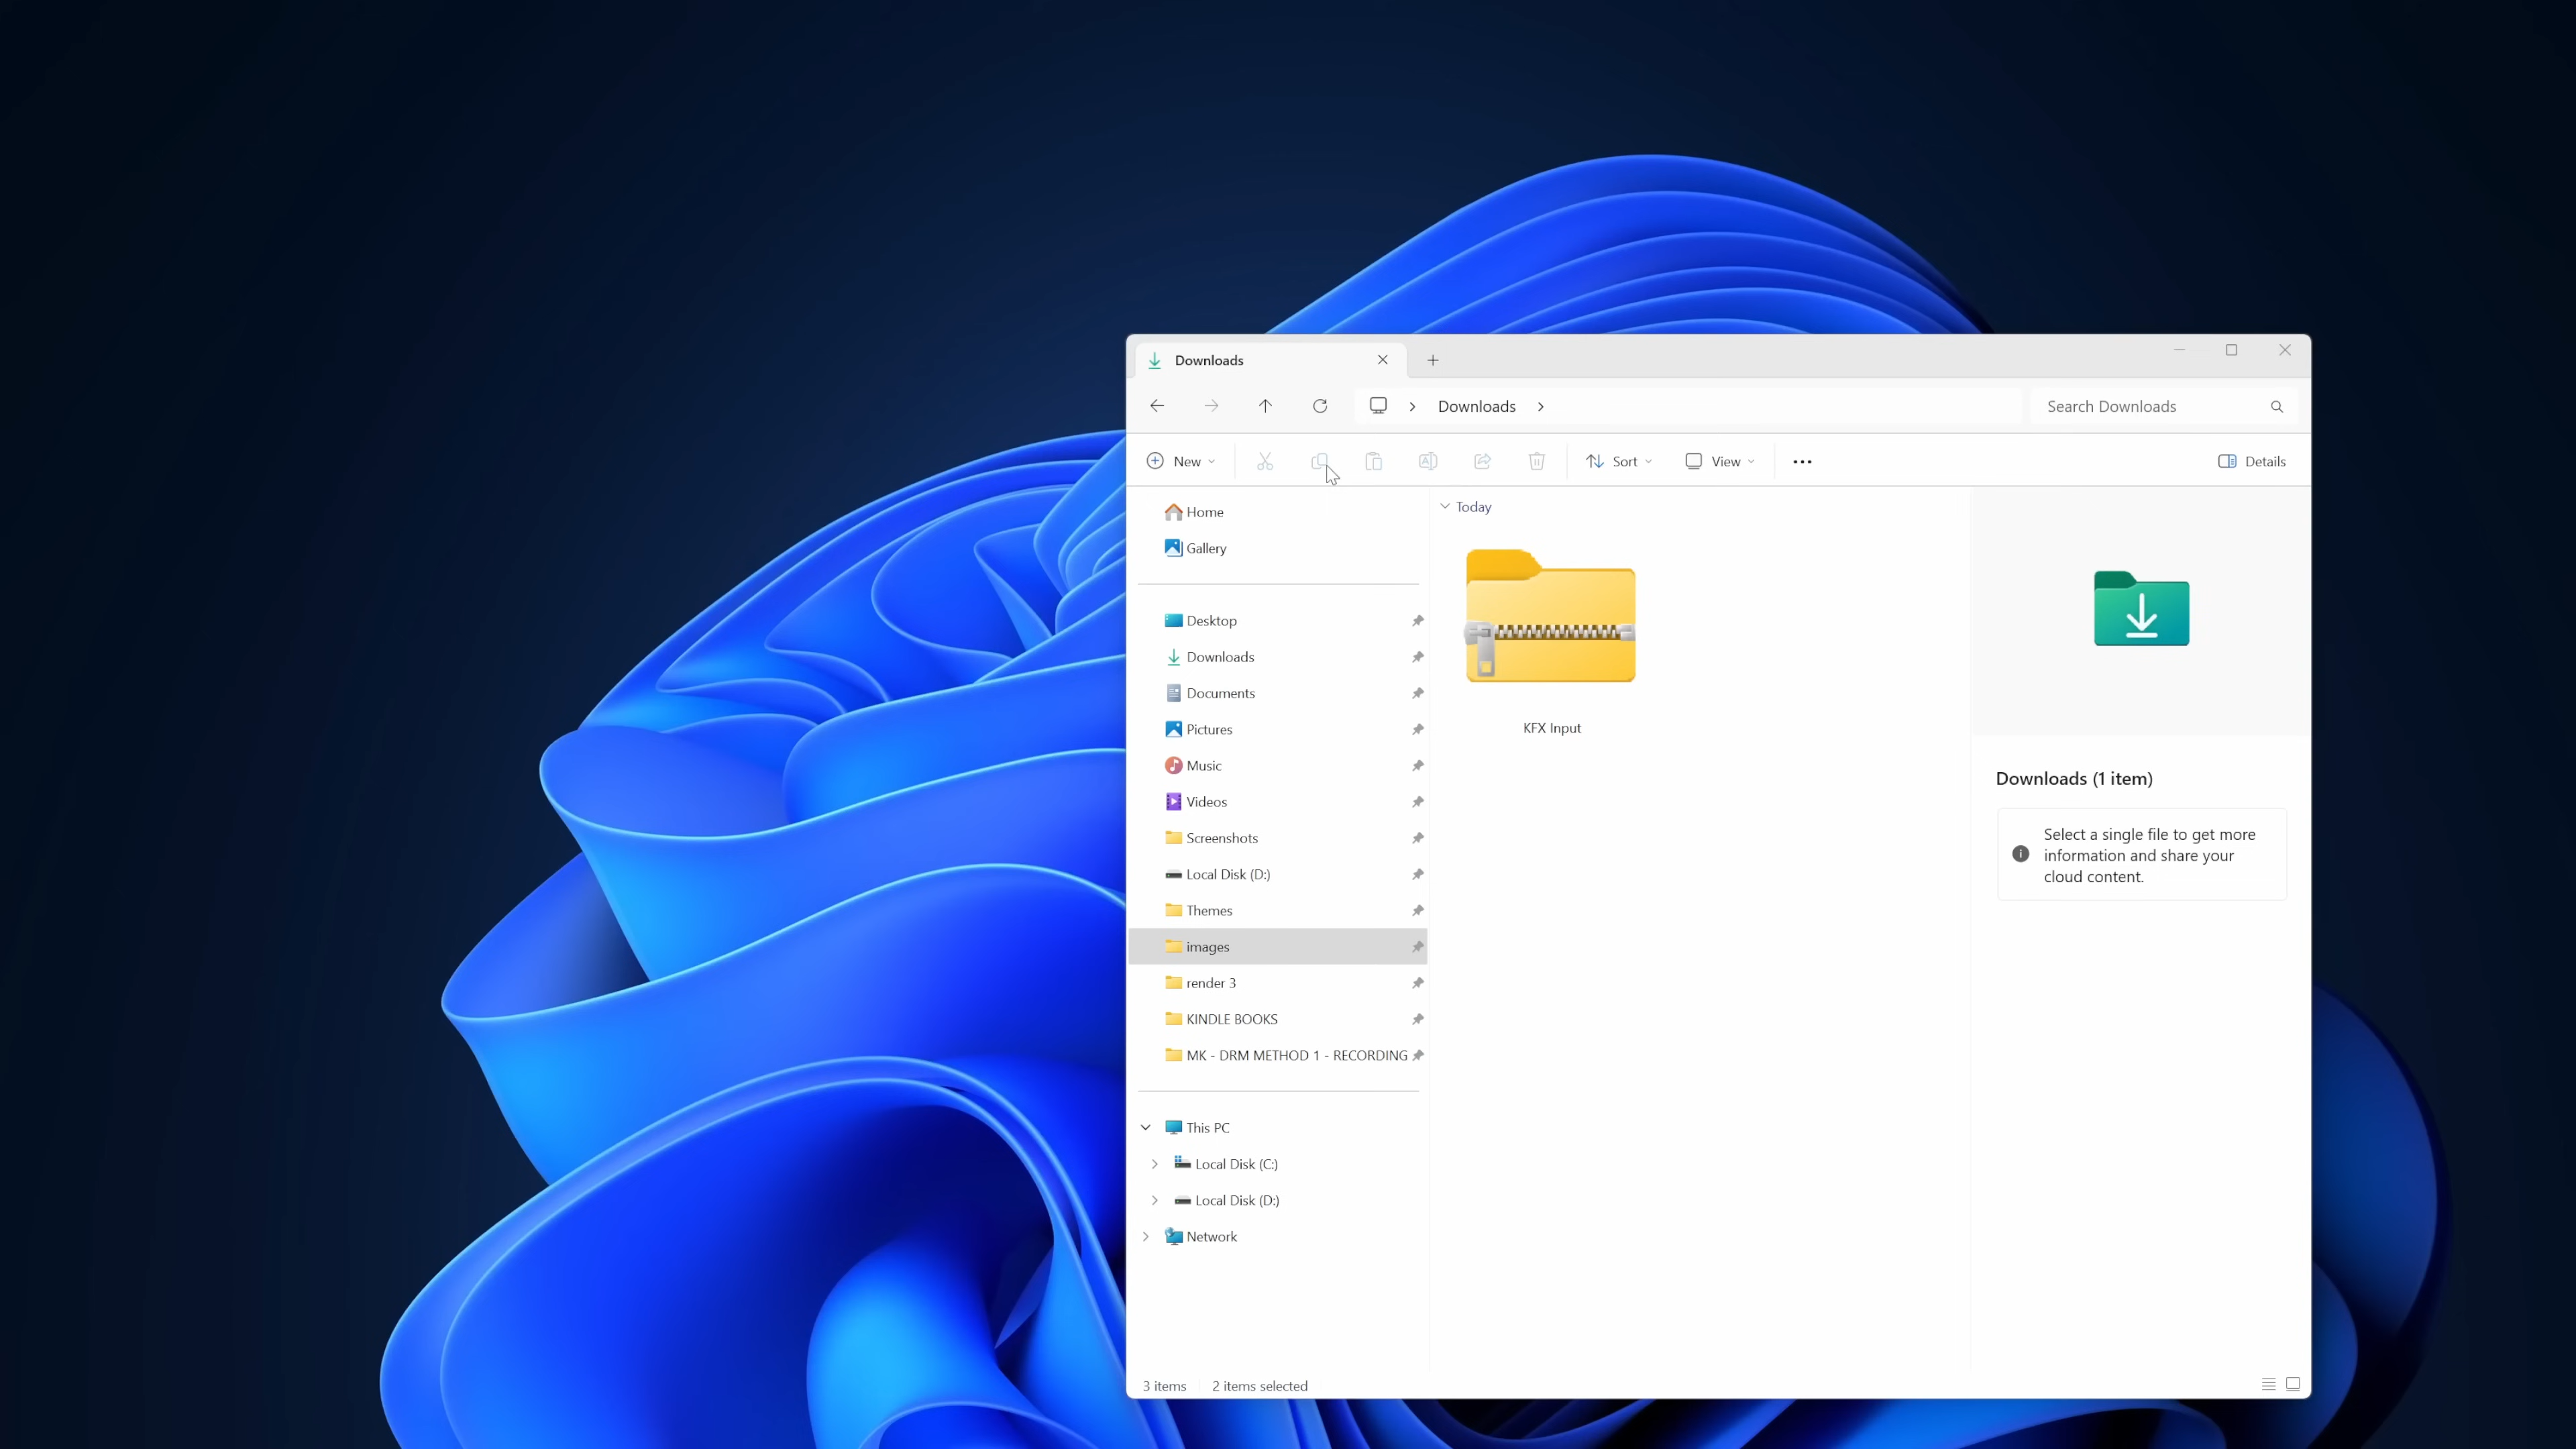 Downloads
Downloads
Search Downloads
New
Sort
View
Details
Home
Gallery
Desktop
Downloads
Documents
Pictures
Music
Videos
Screenshots
Local Disk (D:)
Themes
images
render 3
KINDLE BOOKS
MK - DRM METHOD 1 - RECORDING
This PC
Local Disk (C:)
Local Disk (D:)
Network
Today
KFX Input
Downloads (1 item)
Select a single file to get more
information and share your
cloud content.
3 items
2 items selected